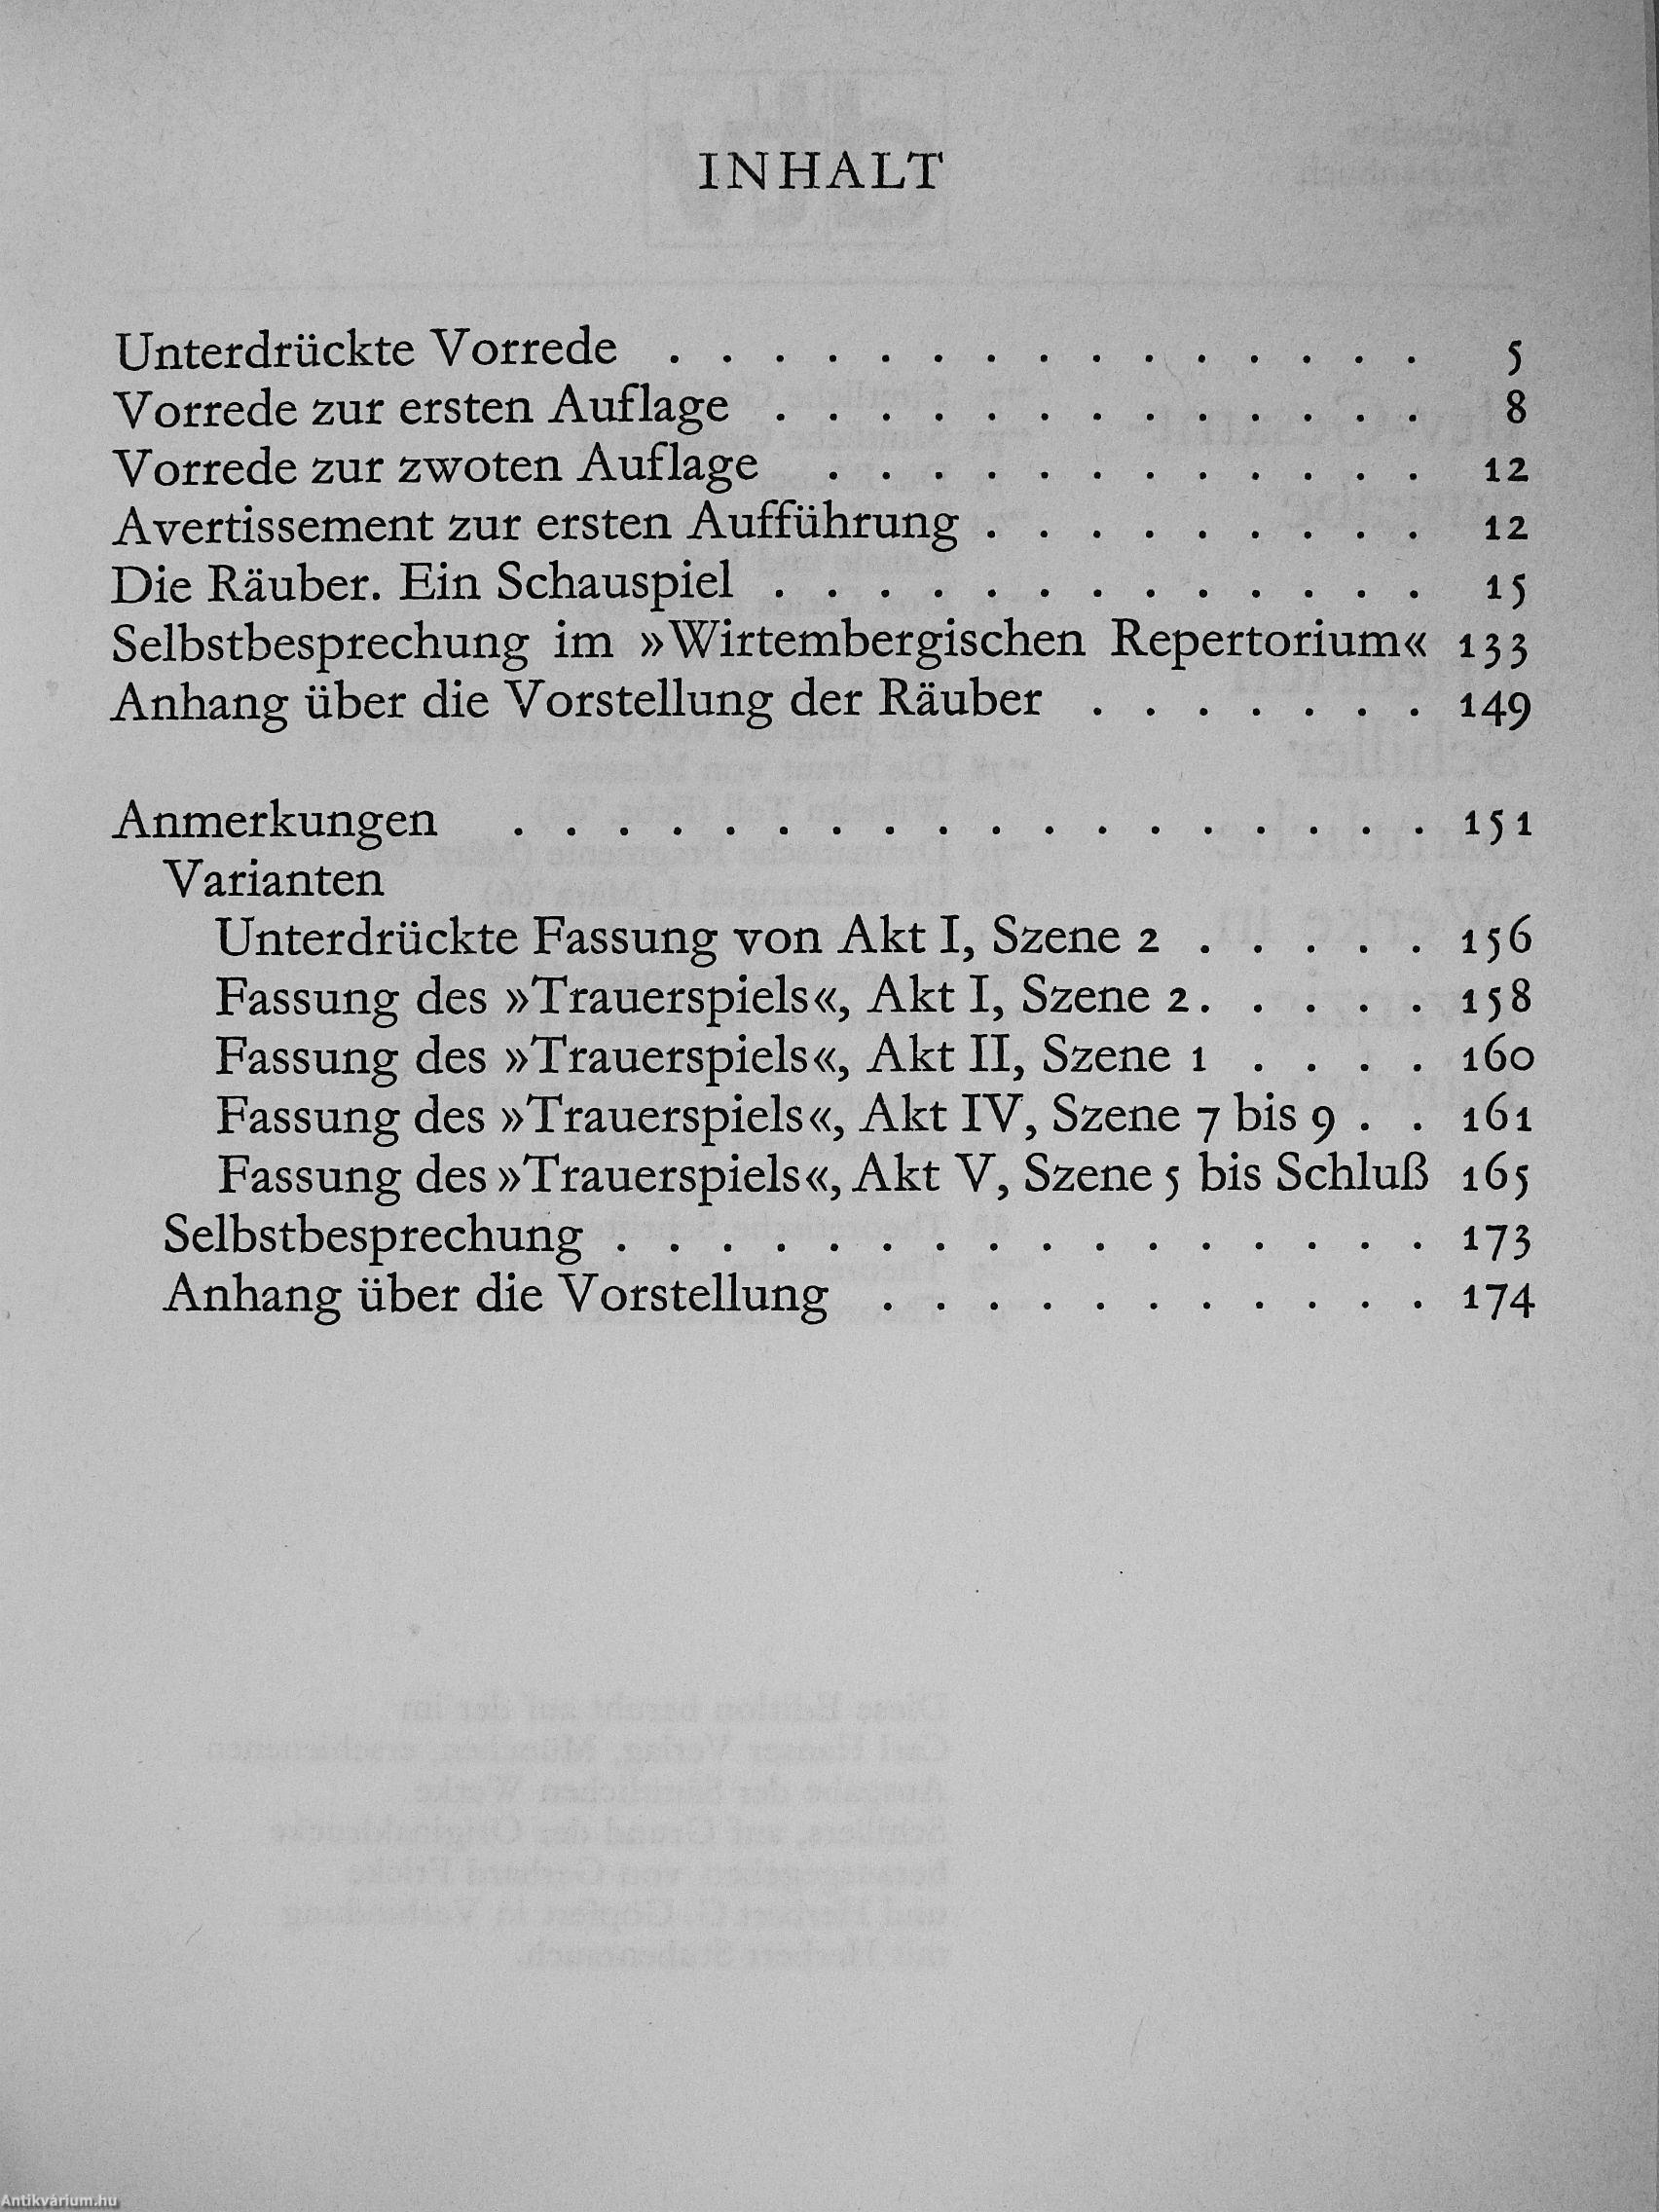 INHALT
Unterdrückte Vorrede . . . . . . . . . . . . . . . 5
Vorrede zur ersten Auflage . . . . . . . . . . . . . 8
Vorrede zur zwoten Auflage . . . . . . . . . . . . 12
Avertissement zur ersten Aufführung . . . . . . . . . 12
Die Räuber. Ein Schauspiel . . . . . . . . . . . . . 15
Selbstbesprechung im »Wirtembergischen Repertorium« 133
Anhang über die Vorstellung der Räuber . . . . . . . 149
Anmerkungen . . . . . . . . . . . . . . . . . . 151
Varianten
Unterdrückte Fassung von Akt I, Szene 2 . . . . . 156
Fassung des »Trauerspiels«, Akt I, Szene 2 . . . . . 158
Fassung des »Trauerspiels«, Akt II, Szene 1 . . . . 160
Fassung des »Trauerspiels«, Akt IV, Szene 7 bis 9 . . 161
Fassung des »Trauerspiels«, Akt V, Szene 5 bis Schluß 165
Selbstbesprechung . . . . . . . . . . . . . . . . 173
Anhang über die Vorstellung . . . . . . . . . . . 174
Antikvárium.hu